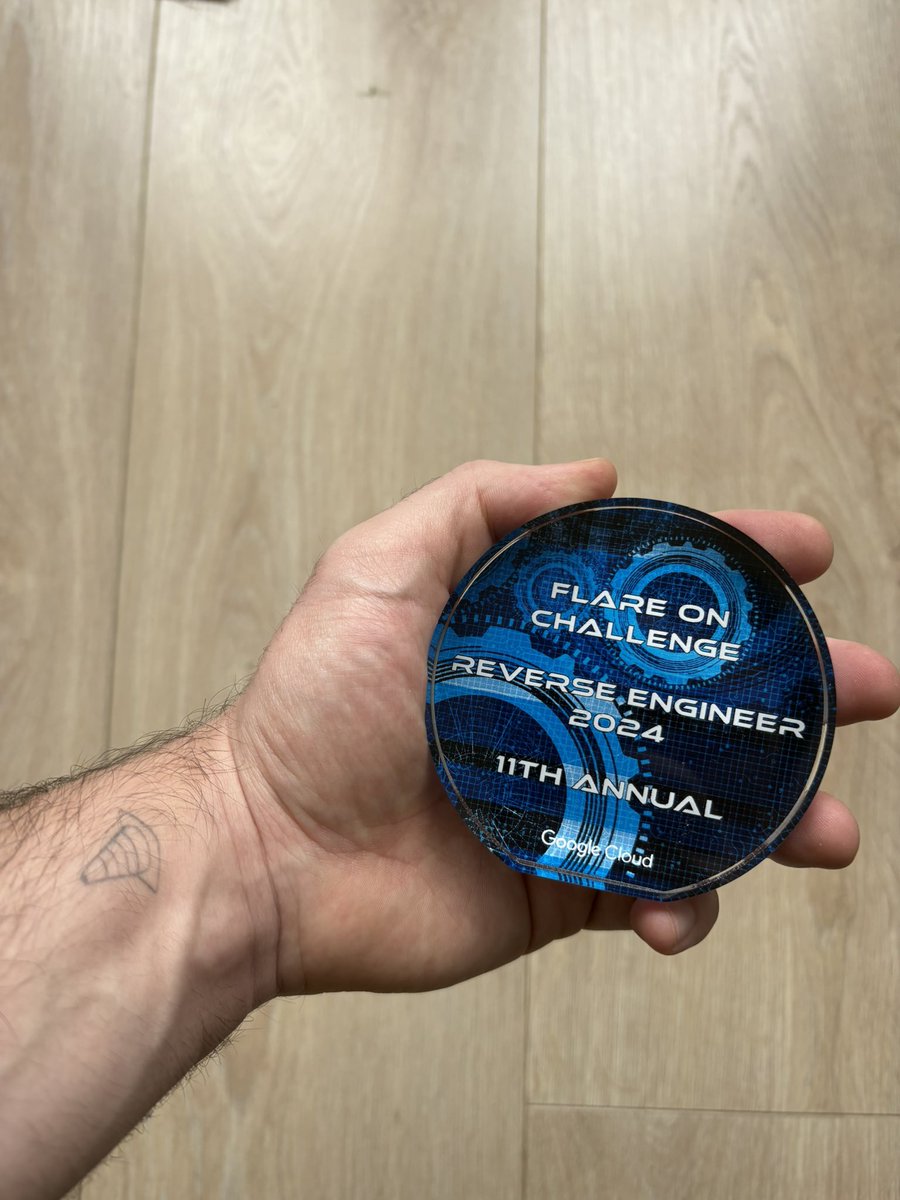 FLARE ON
CHALLENGE
REVERSE ENGINEER
2024
11TH ANNUAL
Google Cloud